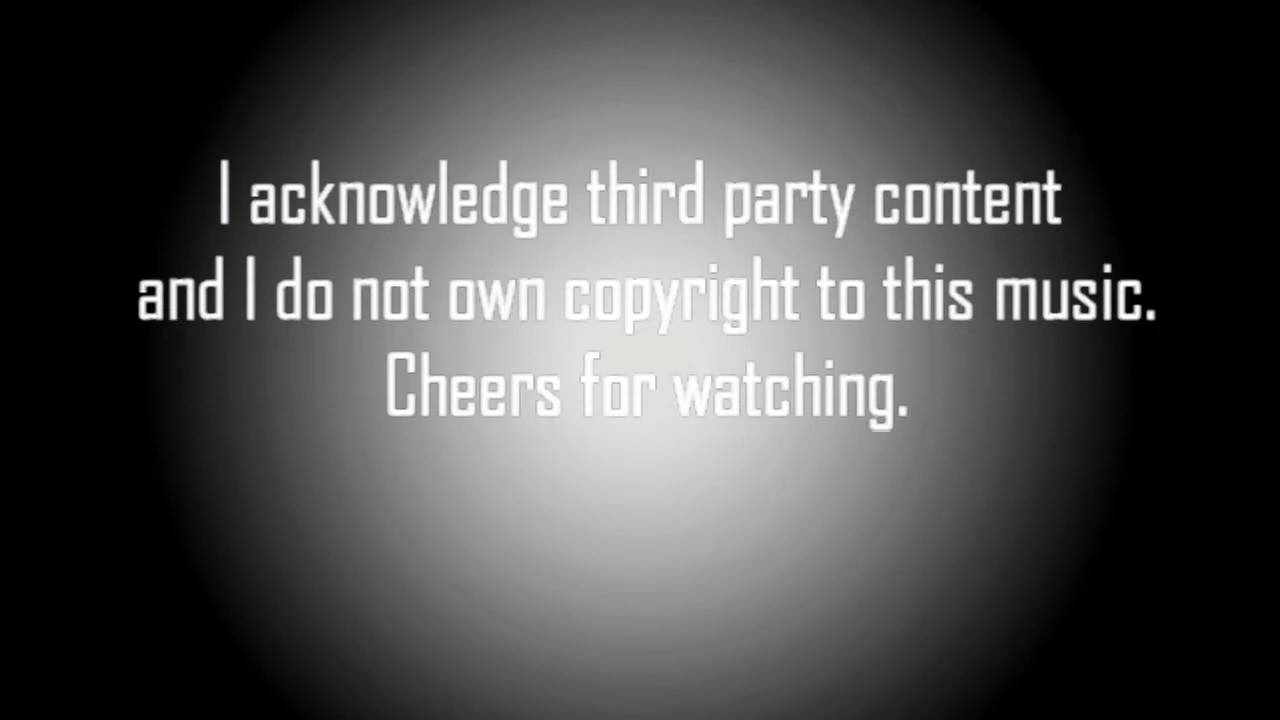 I acknowledge third party content
and I do not own copyright to this music.
Cheers for watching.